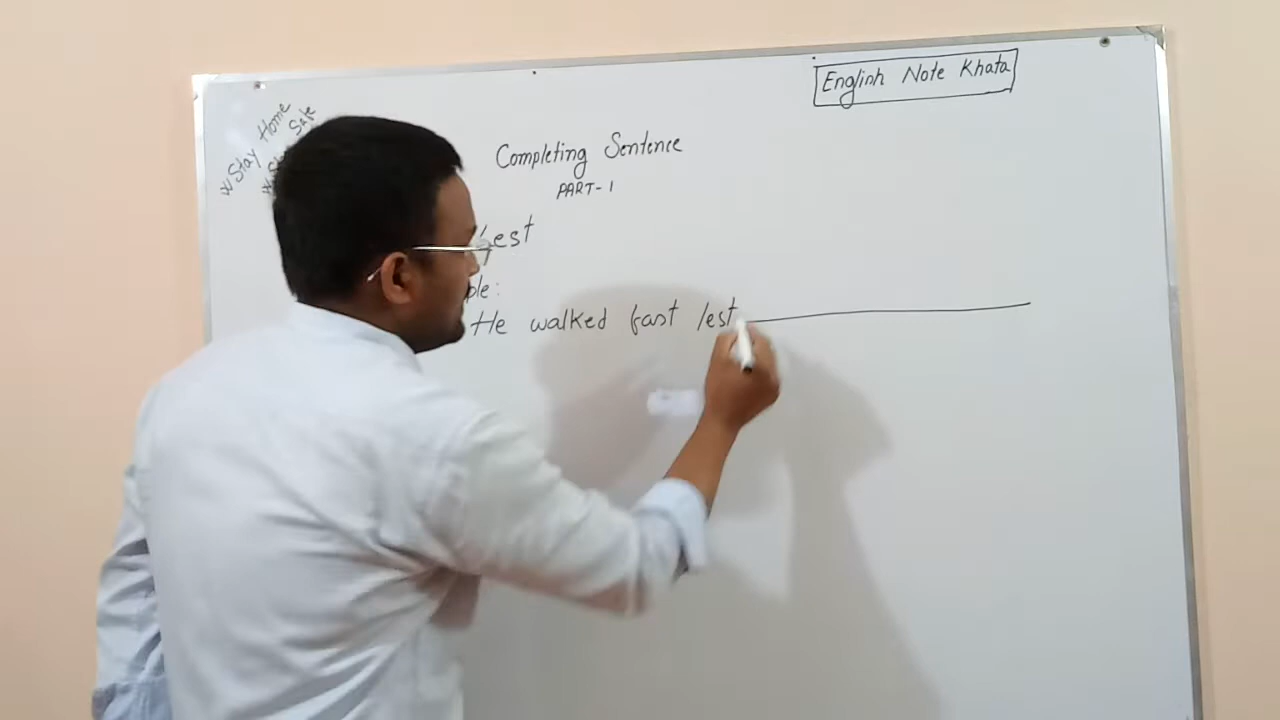 English Note Khata
Stay Home
Safe
Completing Sentence
PART-1
Lest
ple:
He walked fast lest